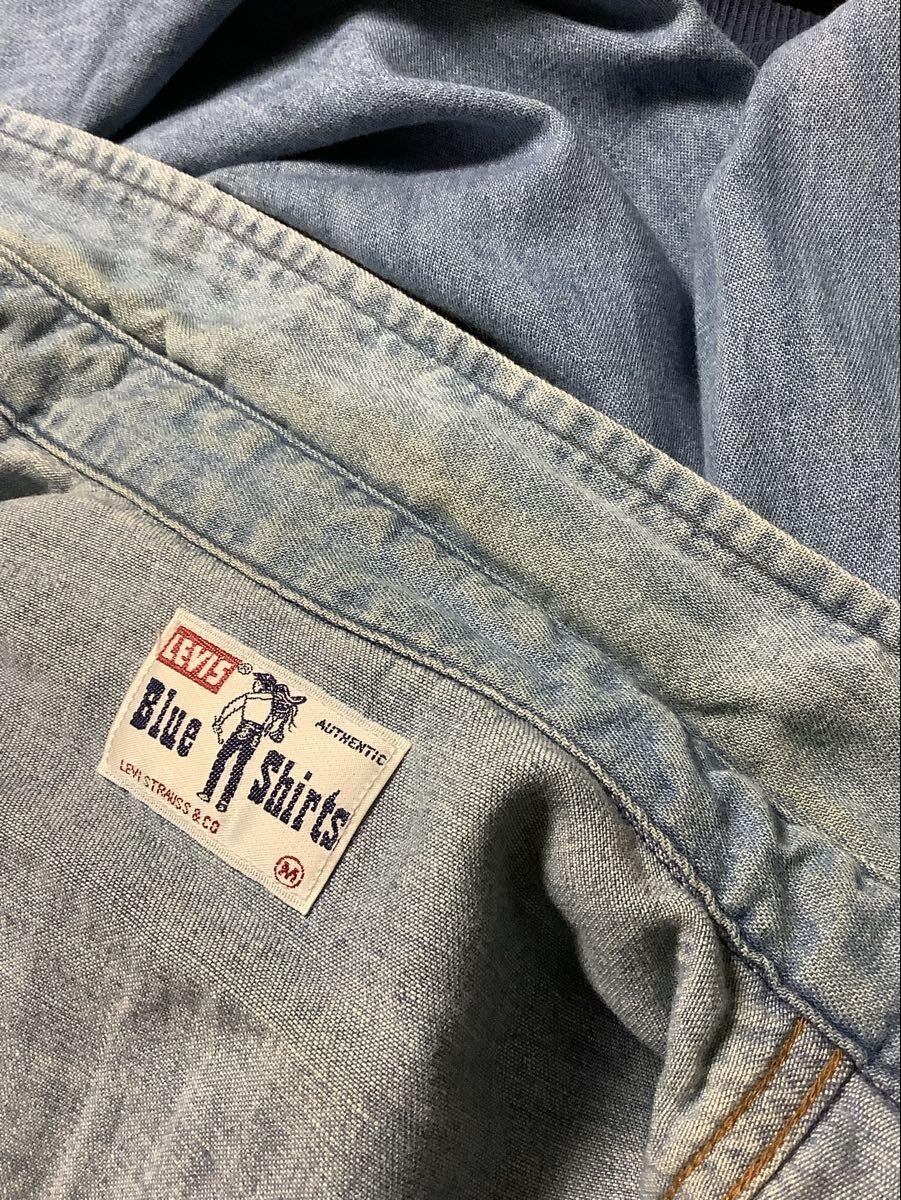 LEVI'S ®
Blue
AUTHENTIC
Shirts
LEVI STRAUSS & CO
M